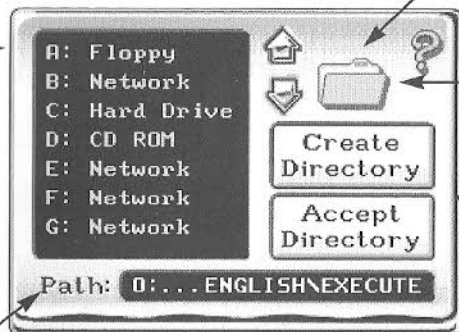 A: Floppy
B: Network
C: Hard Drive
D: CD ROM
E: Network
F: Network
G: Network
?
Create
Directory
Accept
Directory
Path: O:...ENGLISH\EXECUTE